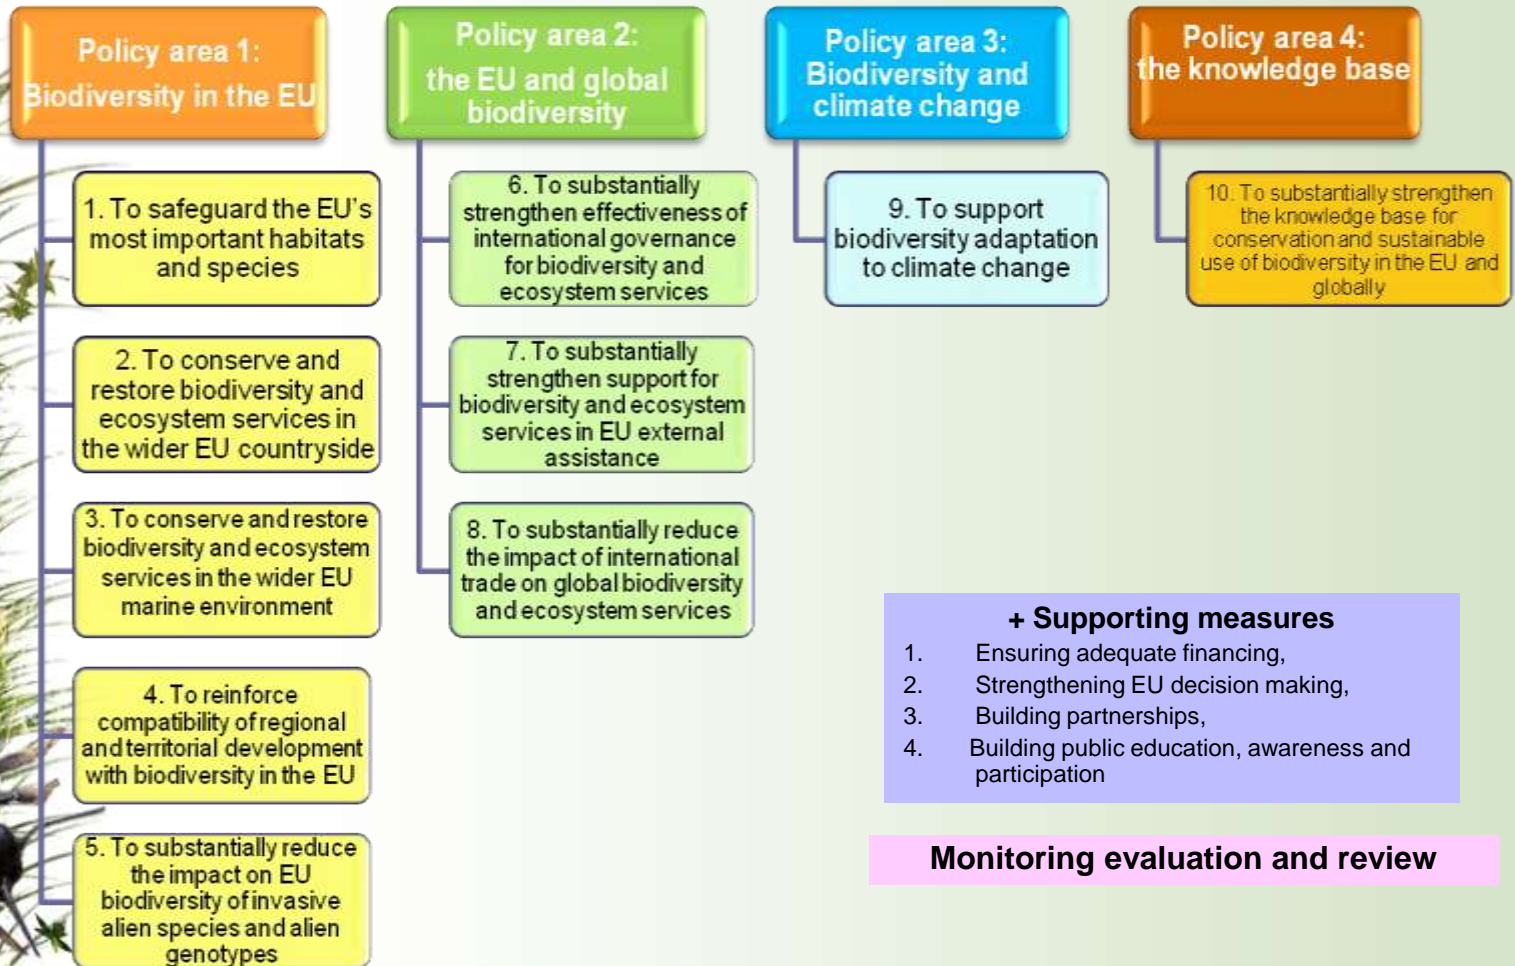 Policy area 1:
Biodiversity in the EU
1. To safeguard the EU's
most important habitats
and species
2. To conserve and
restore biodiversity and
ecosystem services in
the wider EU countryside
3. To conserve and restore
biodiversity and ecosystem
services in the wider EU
marine environment
4. To reinforce
compatibility of regional
and territorial development
with biodiversity in the EU
5. To substantially reduce
the impact on EU
biodiversity of invasive
alien species and alien
genotypes
Policy area 2:
the EU and global
biodiversity
6. To substantially
strengthen effectiveness of
international governance
for biodiversity and
ecosystem services
7. To substantially
strengthen support for
biodiversity and ecosystem
services in EU external
assistance
8. To substantially reduce
the impact of international
trade on global biodiversity
and ecosystem services
Policy area 3:
Biodiversity and
climate change
9. To support
biodiversity adaptation
to climate change
Policy area 4:
the knowledge base
10. To substantially strengthen
the knowledge base for
conservation and sustainable
use of biodiversity in the EU and
globally
+ Supporting measures
1. Ensuring adequate financing,
2. Strengthening EU decision making,
3. Building partnerships,
4. Building public education, awareness and
participation
Monitoring evaluation and review